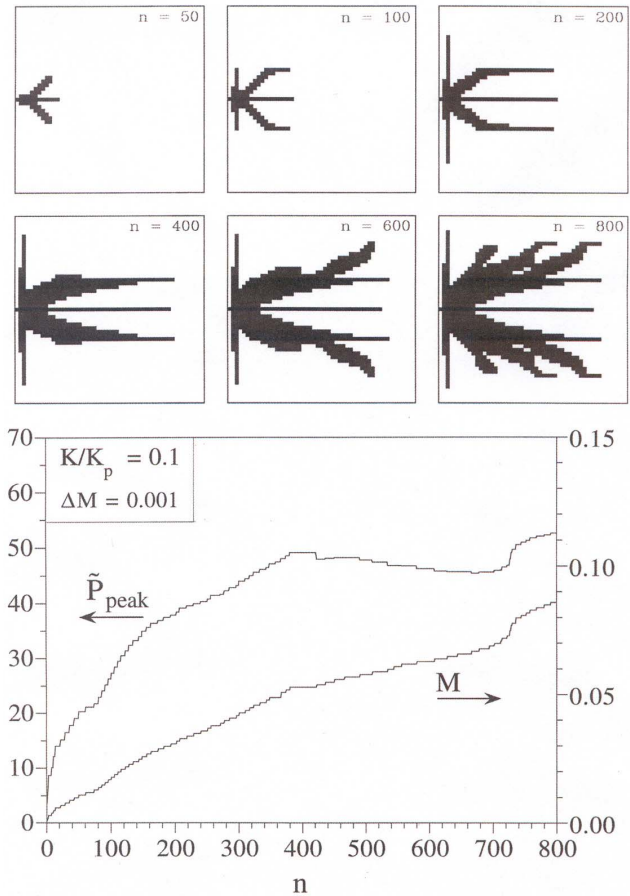 n = 50
n = 100
n = 200
n = 400
n = 600
n = 800
70
60
50
40
30
20
10
0
K/K_p = 0.1
ΔM = 0.001
P̃_peak
M
0.15
0.10
0.05
0.00
0 100 200 300 400 500 600 700 800
n